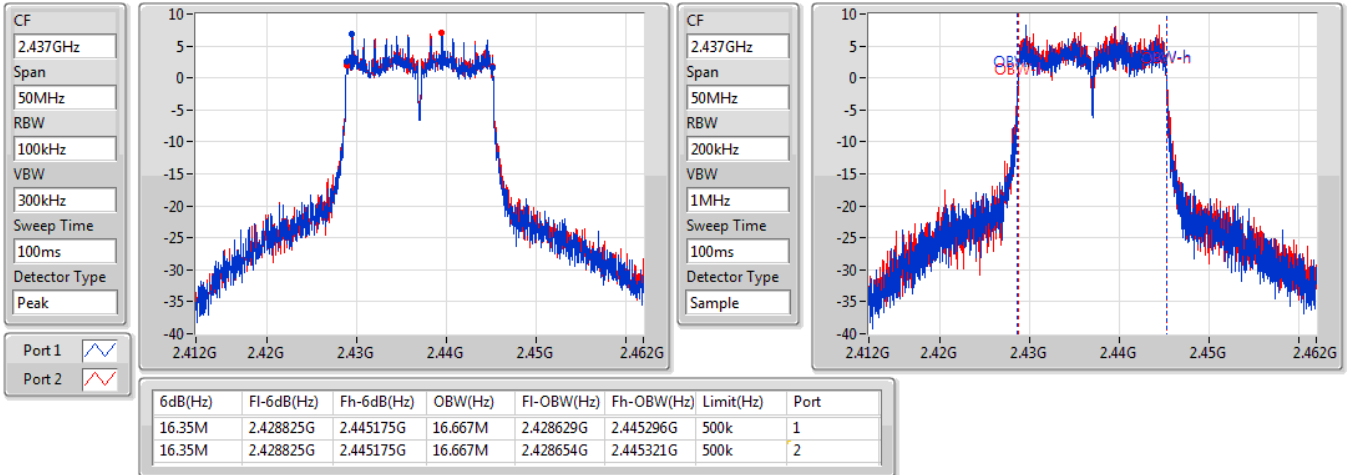 CF
2.437GHz
Span
50MHz
RBW
100kHz
VBW
300kHz
Sweep Time
100ms
Detector Type
Peak
Port 1
Port 2
10-
5-
0-
-5-
-10-
-15-
-20-
-25-
-30-
-35-
-40-
2.412G 2.42G 2.43G 2.44G 2.45G 2.462G
CF
2.437GHz
Span
50MHz
RBW
200kHz
VBW
1MHz
Sweep Time
100ms
Detector Type
Sample
10-
5-
0-
-5-
-10-
-15-
-20-
-25-
-30-
-35-
-40-
2.412G 2.42G 2.43G 2.44G 2.45G 2.462G
6dB(Hz) Fl-6dB(Hz) Fh-6dB(Hz) OBW(Hz) Fl-OBW(Hz) Fh-OBW(Hz) Limit(Hz) Port
16.35M 2.428825G 2.445175G 16.667M 2.428629G 2.445296G 500k 1
16.35M 2.428825G 2.445175G 16.667M 2.428654G 2.445321G 500k 2